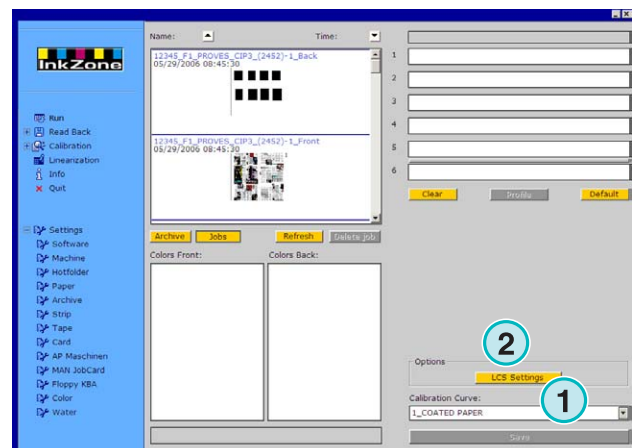 InkZone
Run
Read Back
Calibration
Linearization
Info
Quit
Settings
Software
Machine
Hotfolder
Paper
Archive
Strip
Tape
Card
AP Maschinen
MAN JobCard
Floppy KBA
Color
Water
Name: Time:
12345_F1_PROVES_CIP3_(2452)-1_Back
05/29/2006 08:45:30
12345_F1_PROVES_CIP3_(2452)-1_Front
05/29/2006 08:45:30
Archive Jobs Refresh Delete job
Colors Front: Colors Back:
1
2
3
4
5
6
Clear Profile Default
2
Options
LCS Settings
1
Calibration Curve:
1_COATED PAPER
Save